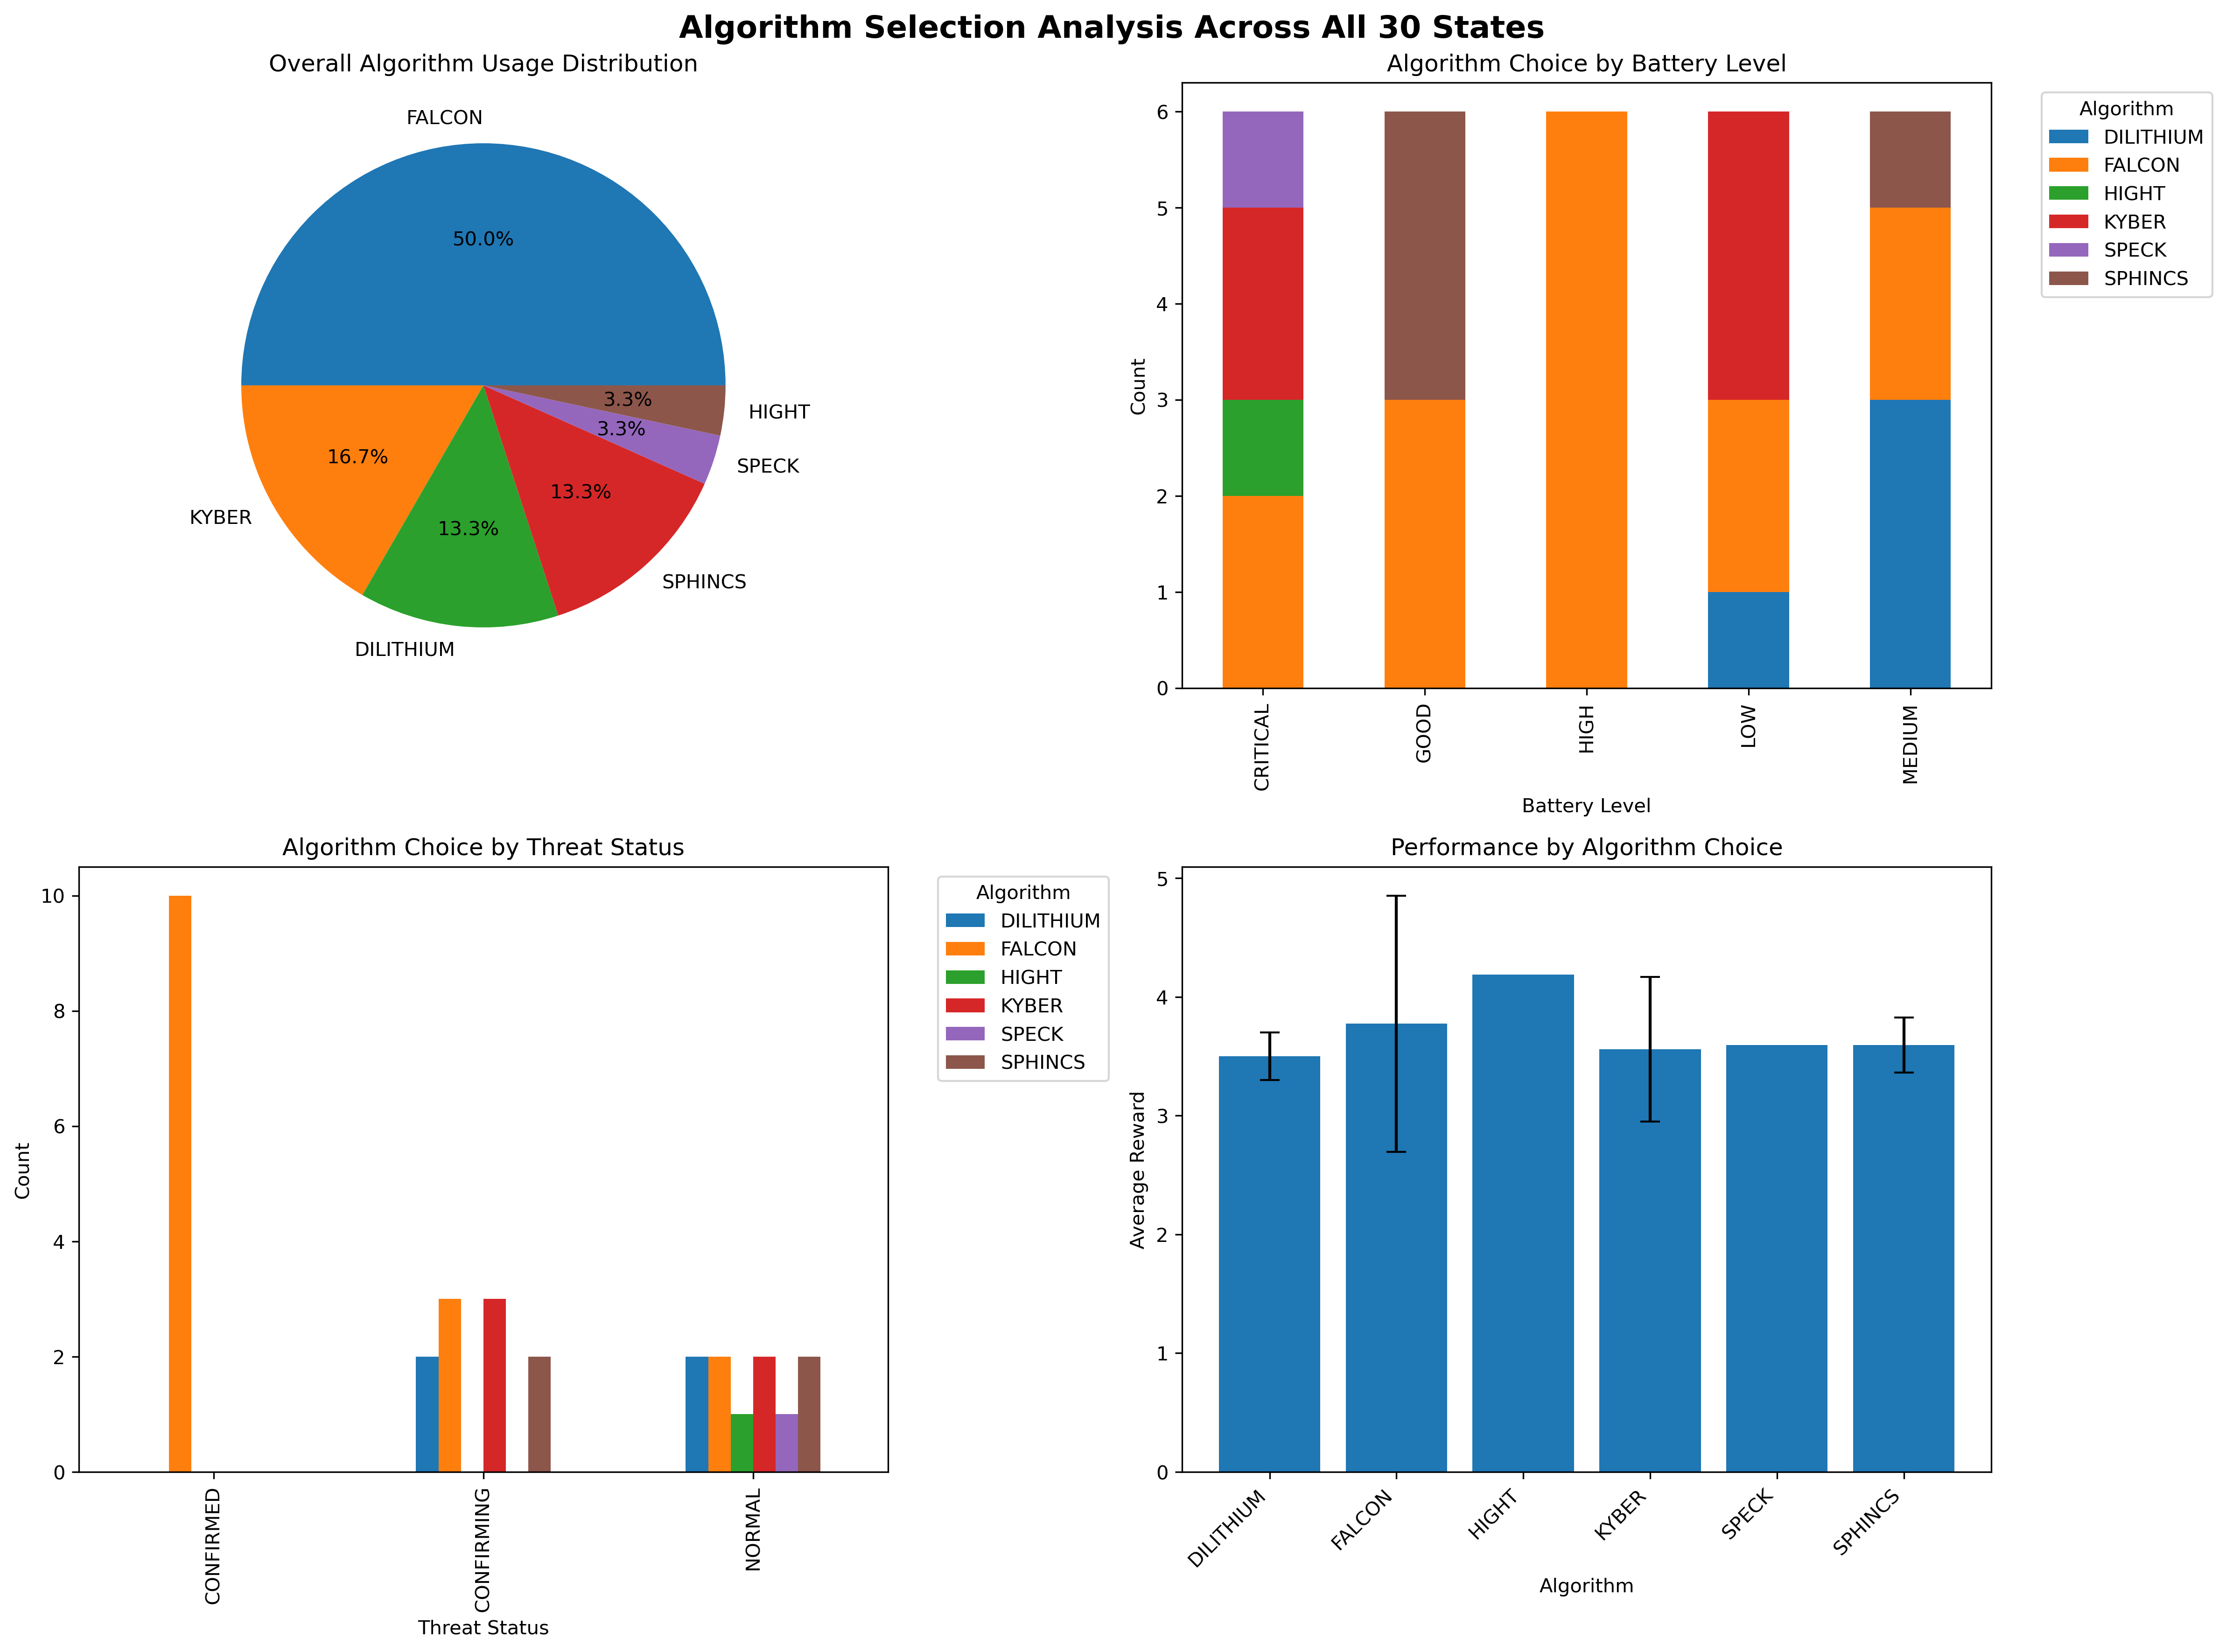 Algorithm Selection Analysis Across All 30 States
Overall Algorithm Usage Distribution
FALCON
50.0%
16.7%
KYBER
13.3%
DILITHIUM
13.3%
SPHINCS
3.3%
SPECK
3.3%
HIGHT
Algorithm Choice by Battery Level
Count
6
5
4
3
2
1
0
CRITICAL
GOOD
HIGH
LOW
MEDIUM
Battery Level
Algorithm
DILITHIUM
FALCON
HIGHT
KYBER
SPECK
SPHINCS
Algorithm Choice by Threat Status
Count
10
8
6
4
2
0
CONFIRMED
CONFIRMING
NORMAL
Threat Status
Algorithm
DILITHIUM
FALCON
HIGHT
KYBER
SPECK
SPHINCS
Performance by Algorithm Choice
Average Reward
5
4
3
2
1
0
DILITHIUM
FALCON
HIGHT
KYBER
SPECK
SPHINCS
Algorithm